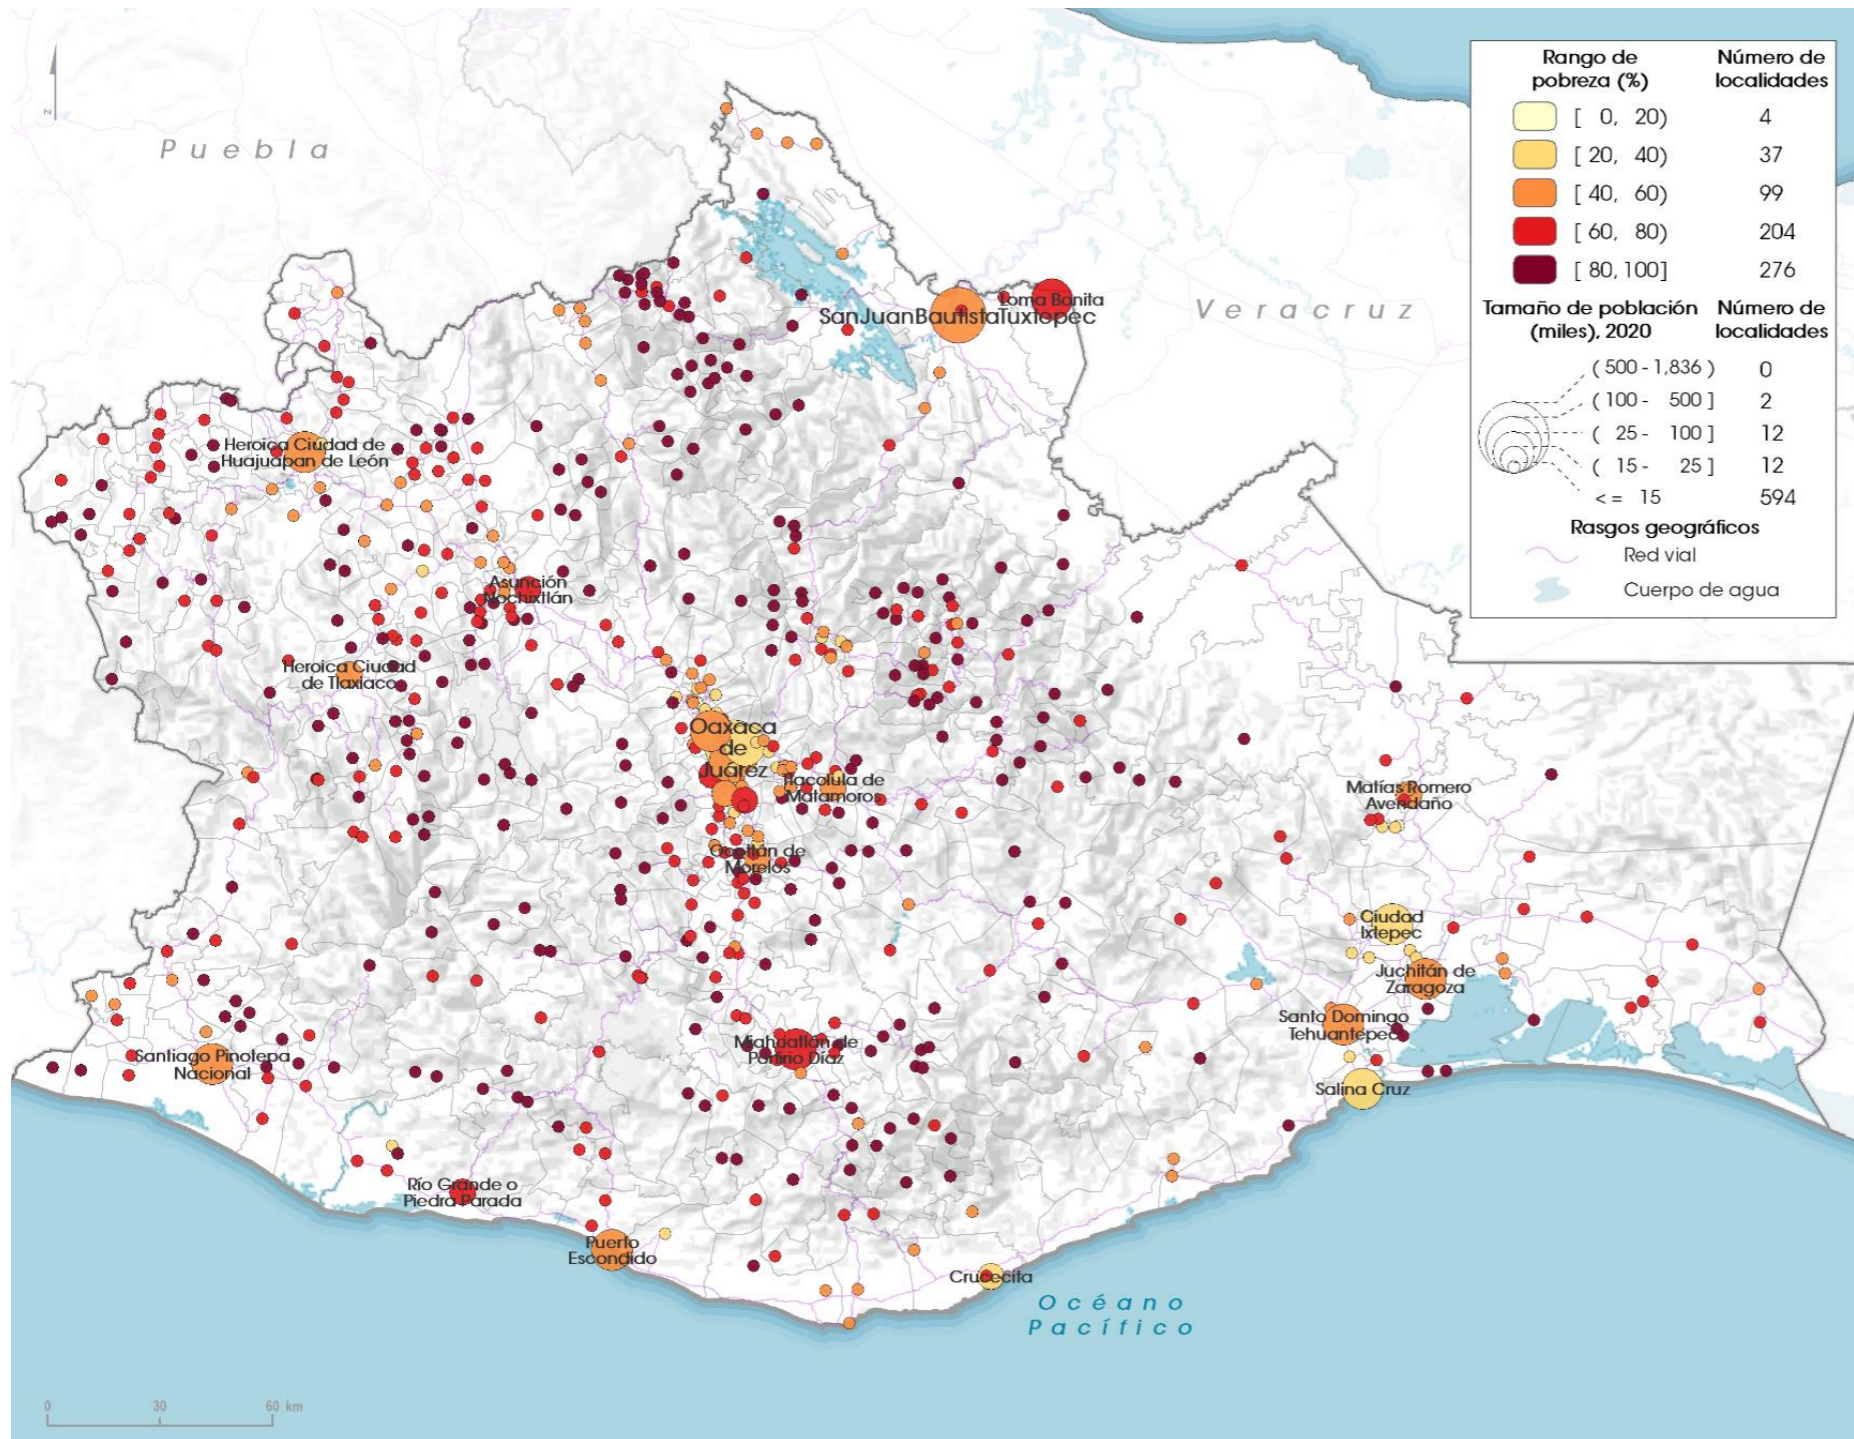 Rango de pobreza (%)
Número de localidades
[ 0, 20) 4
[ 20, 40) 37
[ 40, 60) 99
[ 60, 80) 204
[ 80, 100] 276
Tamaño de población (miles), 2020
Número de localidades
( 500 - 1,836 ) 0
( 100 - 500 ] 2
( 25 - 100 ] 12
( 15 - 25 ] 12
< = 15 594
Rasgos geográficos
Red vial
Cuerpo de agua
N
Puebla
Veracruz
Loma Bonita
SanJuanBautistaTuxtepec
Heroica Ciudad de
Huajuapan de León
Asunción
Nochixtlán
Heroica Ciudad
de Tlaxiaco
Oaxaca
de
Juárez
Tlacolula de
Matamoros
Ocotlán de
Morelos
Matías Romero
Avendaño
Ciudad
Ixtepec
Juchitán de
Zaragoza
Santo Domingo
Tehuantepec
Salina Cruz
Miahuatlán de
Porfirio Díaz
Santiago Pinotepa
Nacional
Río Grande o
Piedra Parada
Puerto
Escondido
Crucecita
Océano
Pacífico
0 30 60 km